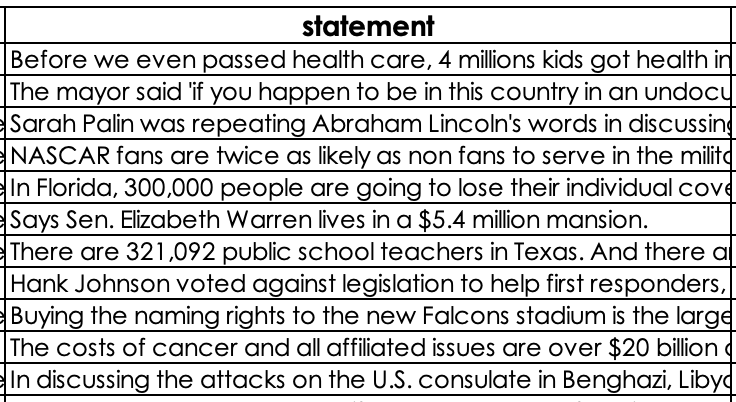 statement
Before we even passed health care, 4 millions kids got health in
The mayor said 'if you happen to be in this country in an undocu
Sarah Palin was repeating Abraham Lincoln's words in discussing
NASCAR fans are twice as likely as non fans to serve in the milita
In Florida, 300,000 people are going to lose their individual cove
Says Sen. Elizabeth Warren lives in a $5.4 million mansion.
There are 321,092 public school teachers in Texas. And there ar
Hank Johnson voted against legislation to help first responders,
Buying the naming rights to the new Falcons stadium is the large
The costs of cancer and all affiliated issues are over $20 billion
In discussing the attacks on the U.S. consulate in Benghazi, Libya